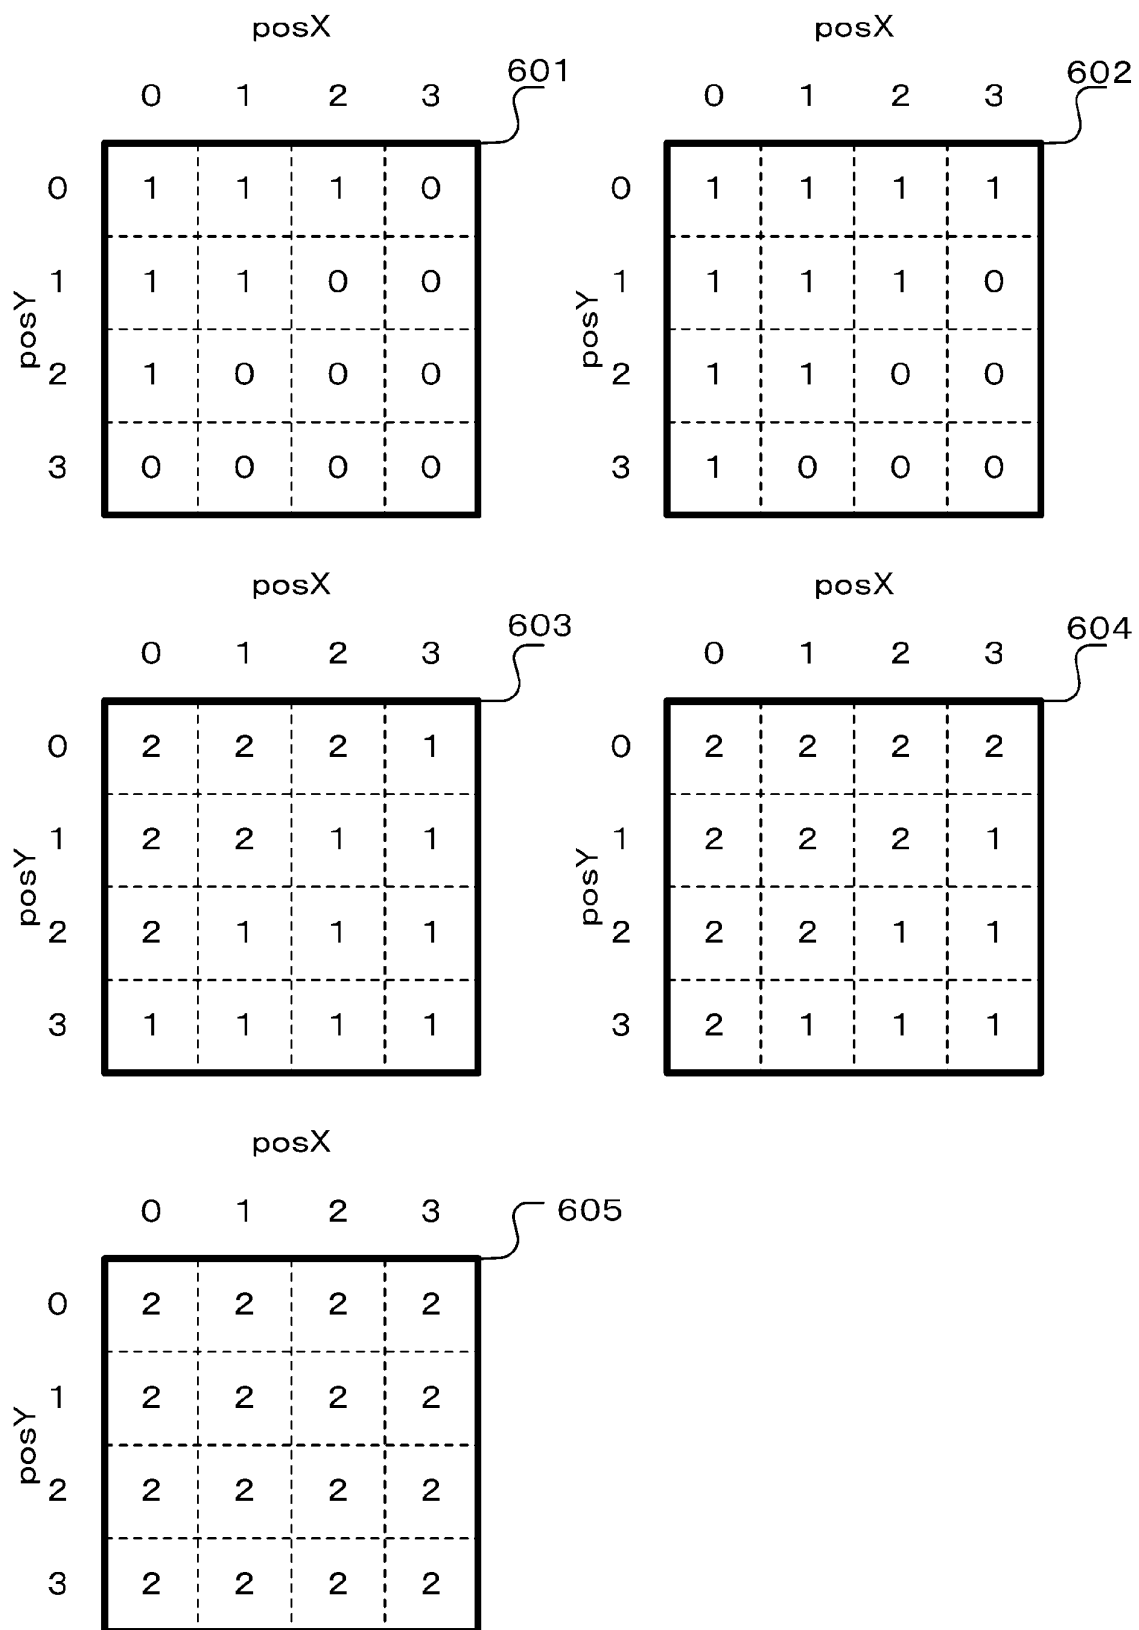 posX posX
601 602
0 1 2 3 0 1 2 3
0 1 1 1 0 0 1 1 1 1
1 1 1 0 0 1 1 1 1 0
posY posY
2 1 0 0 0 2 1 1 0 0
3 0 0 0 0 3 1 0 0 0
posX posX
603 604
0 1 2 3 0 1 2 3
0 2 2 2 1 0 2 2 2 2
1 2 2 1 1 1 2 2 2 1
posY posY
2 2 1 1 1 2 2 2 1 1
3 1 1 1 1 3 2 1 1 1
posX
0 1 2 3 605
0 2 2 2 2
1 2 2 2 2
posY
2 2 2 2 2
3 2 2 2 2